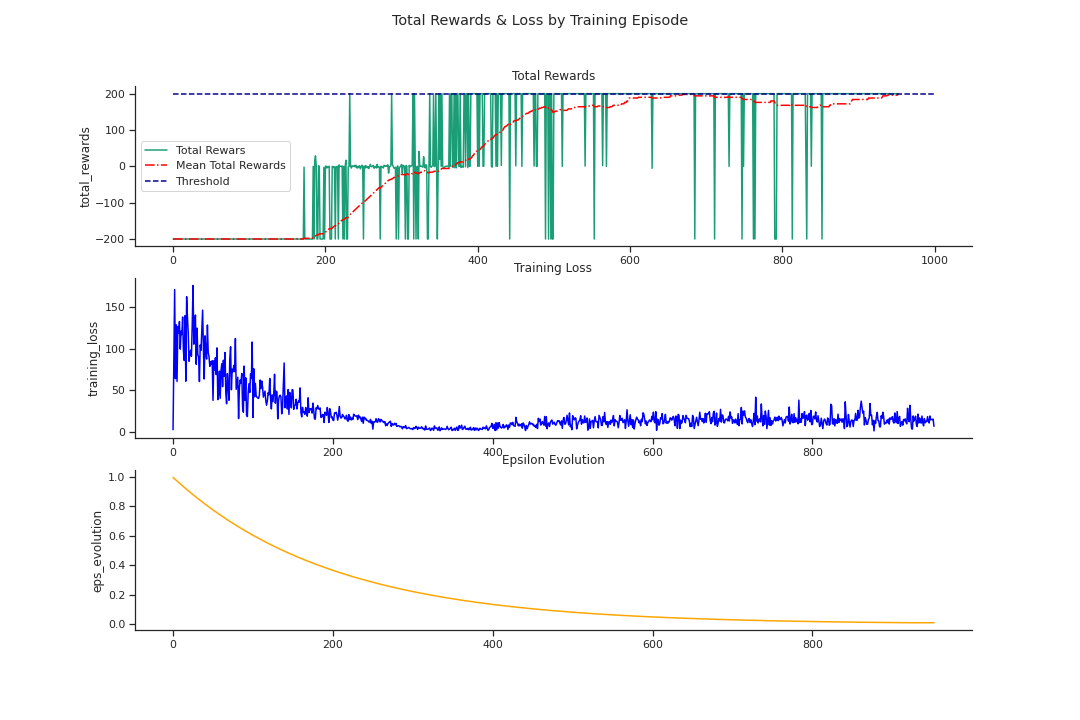 Total Rewards & Loss by Training Episode
Total Rewards
total_rewards
200
100
0
−100
−200
Total Rewars
Mean Total Rewards
Threshold
0 200 400 600 800 1000
Training Loss
training_loss
150
100
50
0
0 200 400 600 800
Epsilon Evolution
eps_evolution
1.0
0.8
0.6
0.4
0.2
0.0
0 200 400 600 800